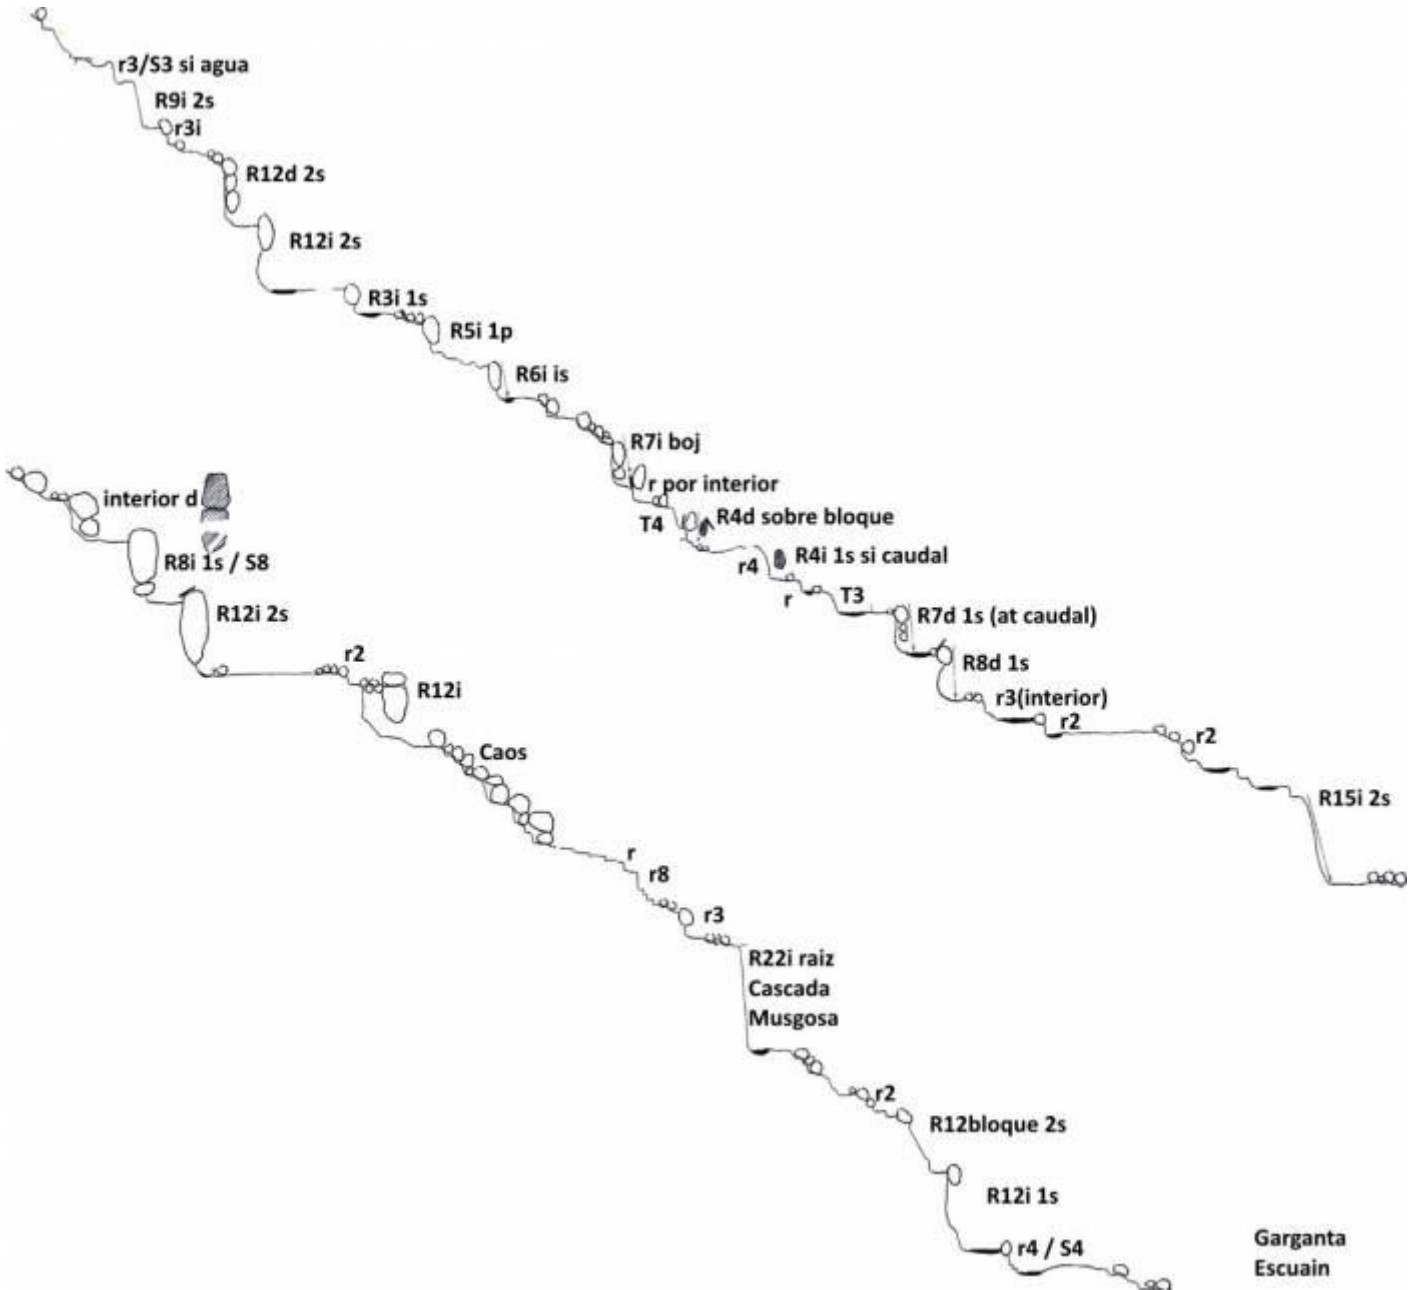 r3/S3 si agua
R9i 2s
r3i
R12d 2s
R12i 2s
R3i 1s
R5i 1p
R6i is
R7i boj
r por interior
T4
R4d sobre bloque
r4
R4i 1s si caudal
r
T3
R7d 1s (at caudal)
R8d 1s
r3(interior)
r2
r2
R15i 2s
interior d
R8i 1s / S8
R12i 2s
r2
R12i
Caos
r
r8
r3
R22i raiz
Cascada
Musgosa
r2
R12bloque 2s
R12i 1s
r4 / S4
Garganta
Escuain